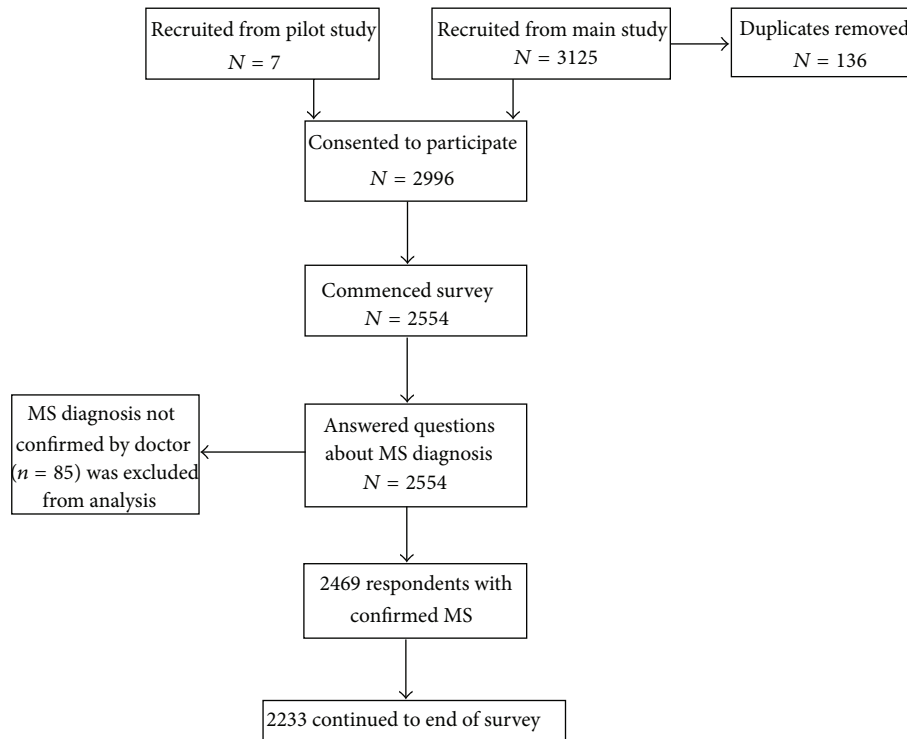 Recruited from pilot study
N = 7
Recruited from main study
N = 3125
Duplicates removed
N = 136
Consented to participate
N = 2996
Commenced survey
N = 2554
MS diagnosis not
confirmed by doctor
(n = 85) was excluded
from analysis
Answered questions
about MS diagnosis
N = 2554
2469 respondents with
confirmed MS
2233 continued to end of survey